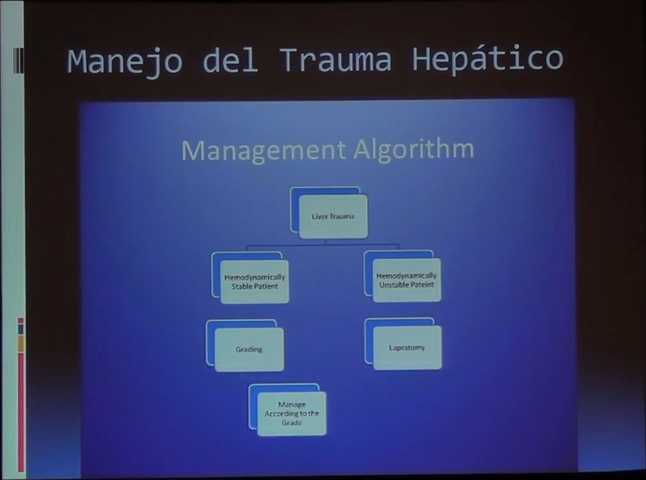 Manejo del Trauma Hepático
Management Algorithm
Liver Trauma
Hemodynamically
Stable Patient
Hemodynamically
Unstable Pateint
Grading
Lapratomy
Manage
According to the
Grade